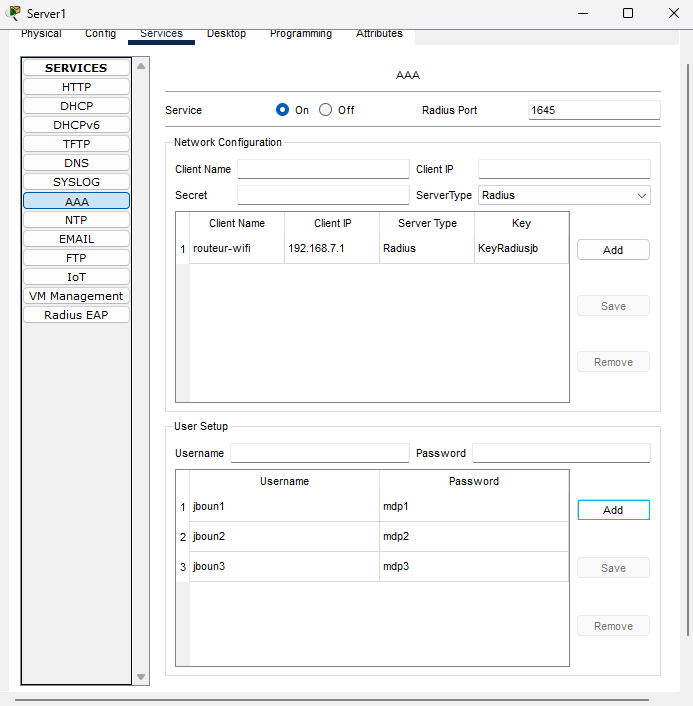 Server1
Physical Config Services Desktop Programming Attributes
SERVICES
HTTP
DHCP
DHCPv6
TFTP
DNS
SYSLOG
AAA
NTP
EMAIL
FTP
IoT
VM Management
Radius EAP
AAA
Service On Off Radius Port 1645
Network Configuration
Client Name Client IP
Secret ServerType Radius
Client Name Client IP Server Type Key
1 routeur-wifi 192.168.7.1 Radius KeyRadiusjb
Add
Save
Remove
User Setup
Username Password
Username Password
1 jboun1 mdp1
2 jboun2 mdp2
3 jboun3 mdp3
Add
Save
Remove